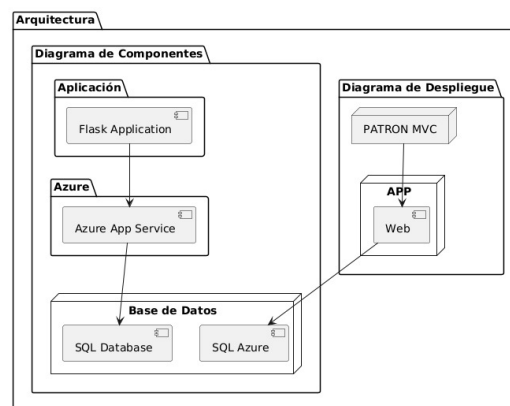 Arquitectura
Diagrama de Componentes
Aplicación
Flask Application
Azure
Azure App Service
Base de Datos
SQL Database
SQL Azure
Diagrama de Despliegue
PATRON MVC
APP
Web